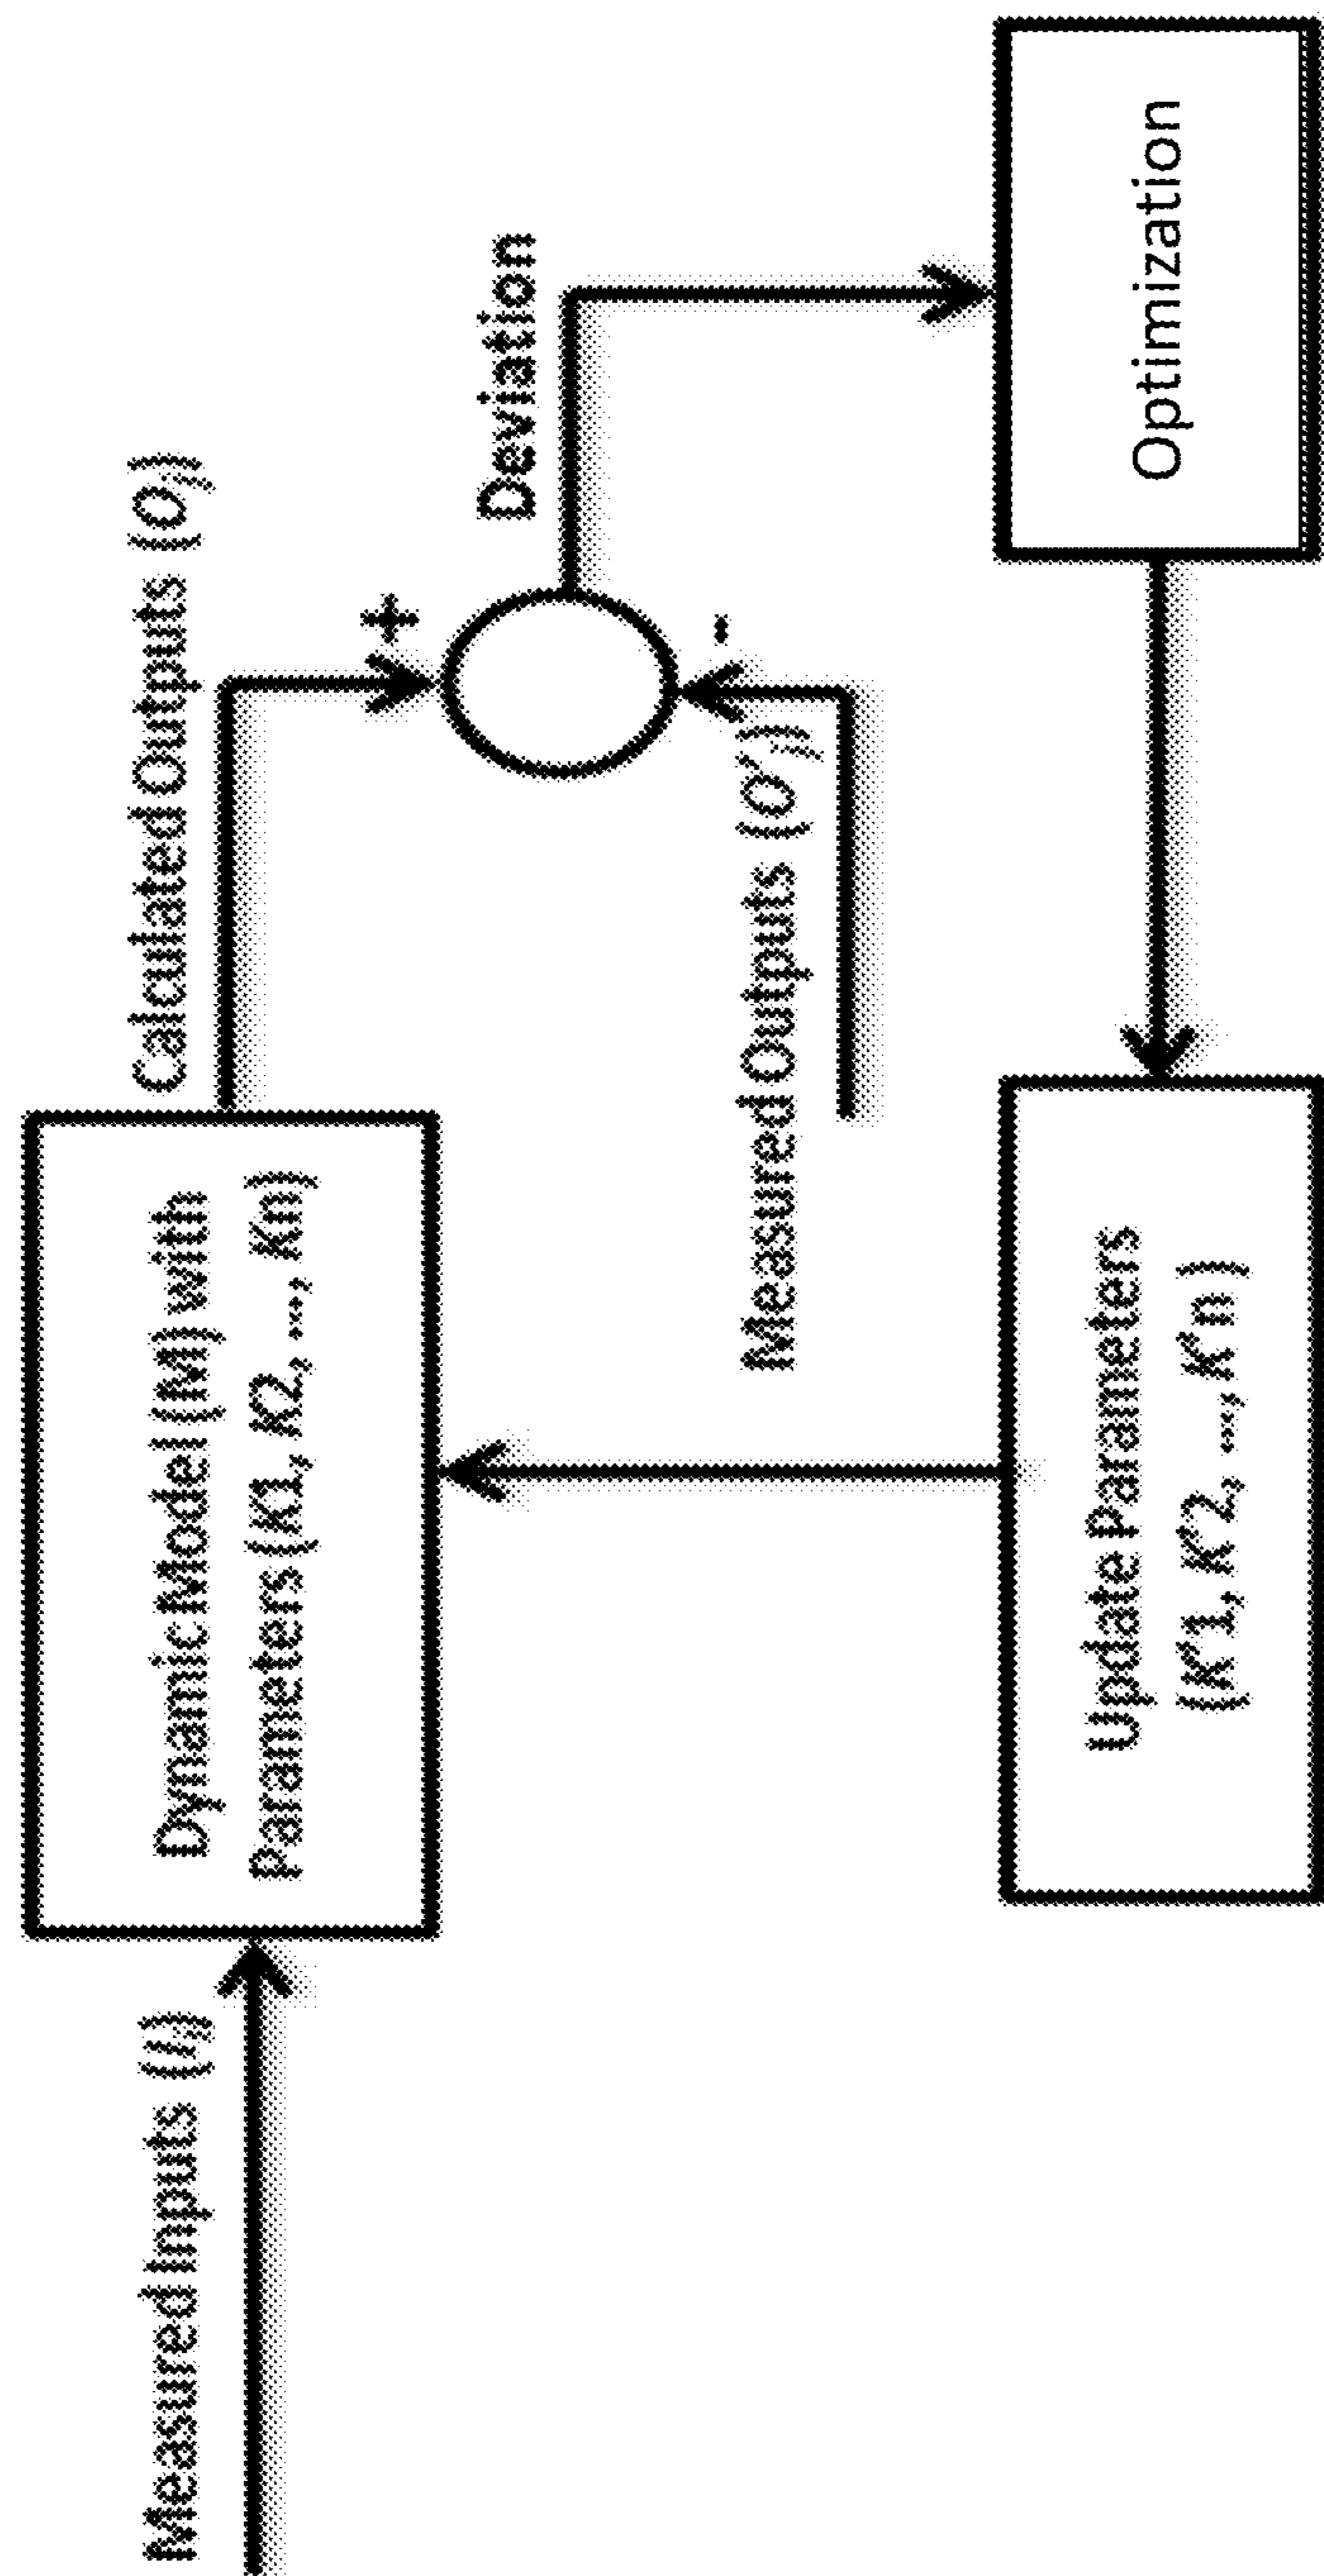 Measured Inputs (Iⱼ)
Dynamic Model (M) with
Parameters (K1, K2, ..., Kn)
Calculated Outputs (Oⱼ)
+
Deviation
-
Measured Outputs (O'ⱼ)
Update Parameters
(K'1, K'2, ..., K'n)
Optimization